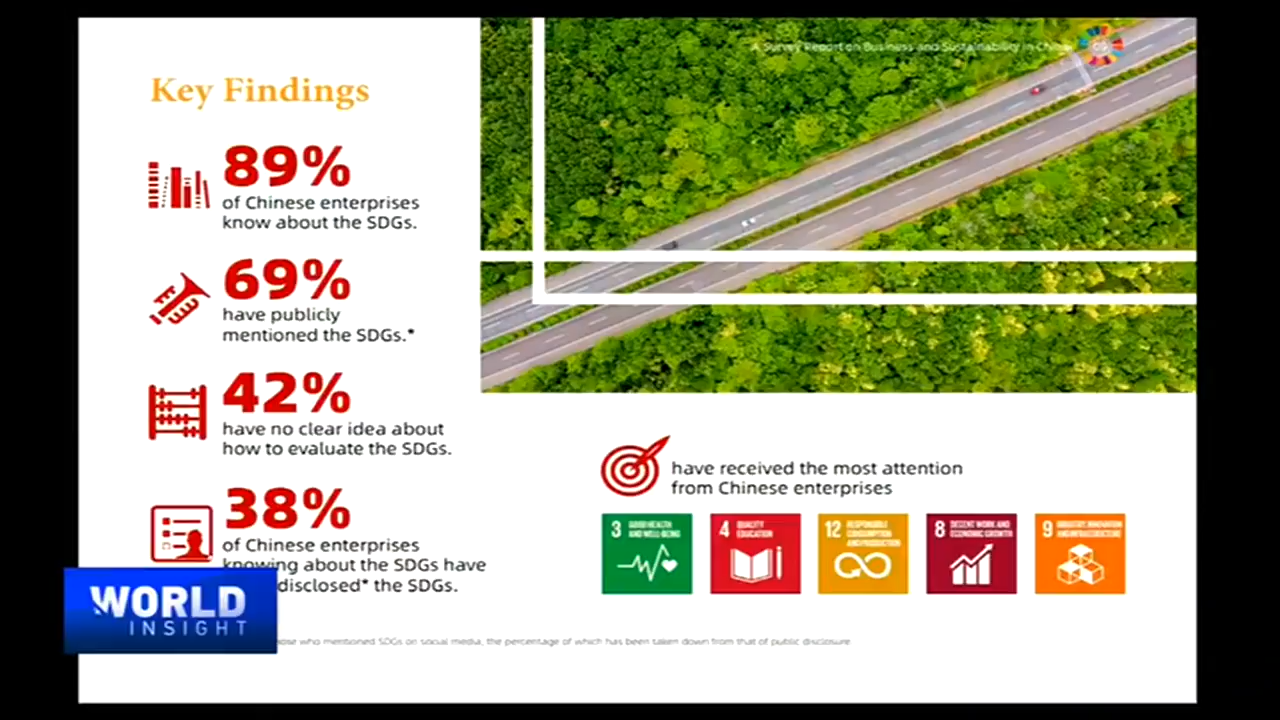 A Survey Report on Business and Sustainability in China
Key Findings
89%
of Chinese enterprises
know about the SDGs.
69%
have publicly
mentioned the SDGs.*
42%
have no clear idea about
how to evaluate the SDGs.
38%
of Chinese enterprises
knowing about the SDGs have
disclosed* the SDGs.
have received the most attention
from Chinese enterprises
3 GOOD HEALTH
AND WELL-BEING
4 QUALITY
EDUCATION
12 RESPONSIBLE
CONSUMPTION
AND PRODUCTION
8 DECENT WORK AND
ECONOMIC GROWTH
9 INDUSTRY, INNOVATION
AND INFRASTRUCTURE
WORLD
INSIGHT
who mentioned SDGs on social media, the percentage of which has been taken down from that of public disclosure